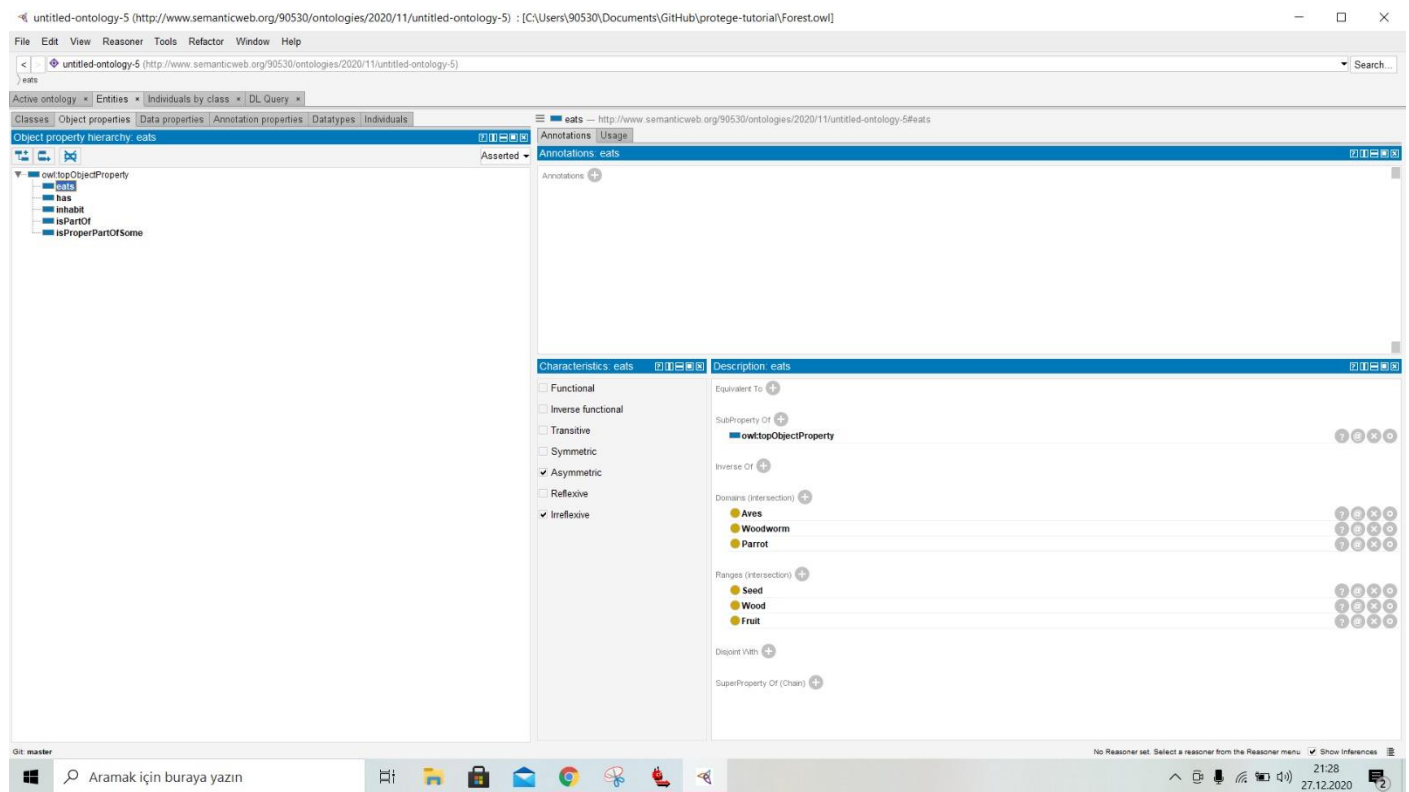 untitled-ontology-5 (http://www.semanticweb.org/90530/ontologies/2020/11/untitled-ontology-5) : [C:\Users\90530\Documents\GitHub\protege-tutorial\Forest.owl]
File Edit View Reasoner Tools Refactor Window Help
< > untitled-ontology-5 (http://www.semanticweb.org/90530/ontologies/2020/11/untitled-ontology-5) Search...
eats
Active ontology × Entities × Individuals by class × DL Query ×
Classes Object properties Data properties Annotation properties Datatypes Individuals
Object property hierarchy: eats
Asserted
owl:topObjectProperty
eats
has
inhabit
isPartOf
isProperPartOfSome
eats — http://www.semanticweb.org/90530/ontologies/2020/11/untitled-ontology-5#eats
Annotations Usage
Annotations: eats
Annotations
Characteristics: eats
Functional
Inverse functional
Transitive
Symmetric
Asymmetric
Reflexive
Irreflexive
Description: eats
Equivalent To
SubProperty Of
owl:topObjectProperty
Inverse Of
Domains (intersection)
Aves
Woodworm
Parrot
Ranges (intersection)
Seed
Wood
Fruit
Disjoint With
SuperProperty Of (Chain)
Git: master
No Reasoner set. Select a reasoner from the Reasoner menu Show Inferences
Aramak için buraya yazın
21:28
27.12.2020
2